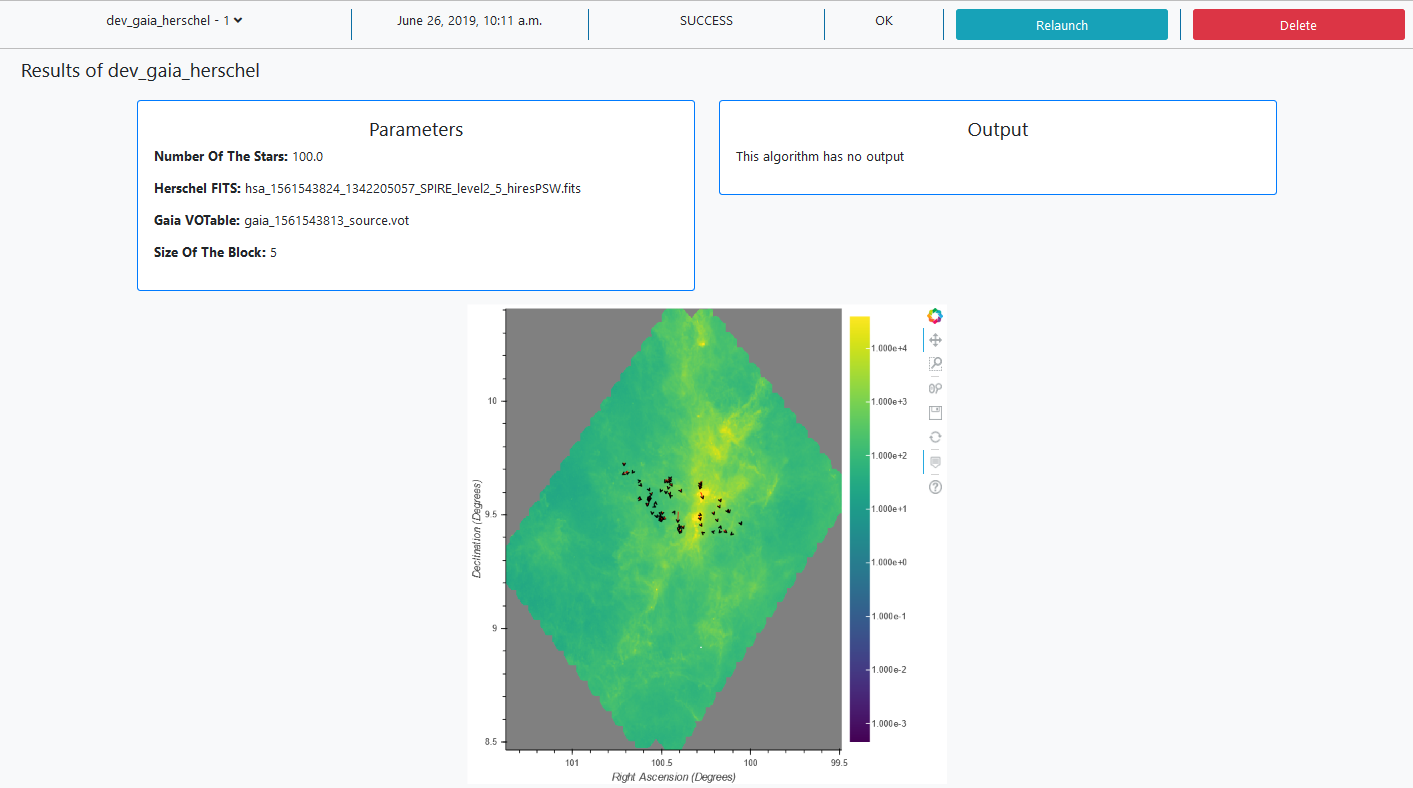 dev_gaia_herschel - 1
June 26, 2019, 10:11 a.m.
SUCCESS
OK
Relaunch
Delete
Results of dev_gaia_herschel
Parameters
Number Of The Stars: 100.0
Herschel FITS: hsa_1561543824_1342205057_SPIRE_level2_5_hiresPSW.fits
Gaia VOTable: gaia_1561543813_source.vot
Size Of The Block: 5
Output
This algorithm has no output
Declination (Degrees)
10
9.5
9
8.5
101
100.5
100
99.5
Right Ascension (Degrees)
1.000e+4
1.000e+3
1.000e+2
1.000e+1
1.000e+0
1.000e-1
1.000e-2
1.000e-3